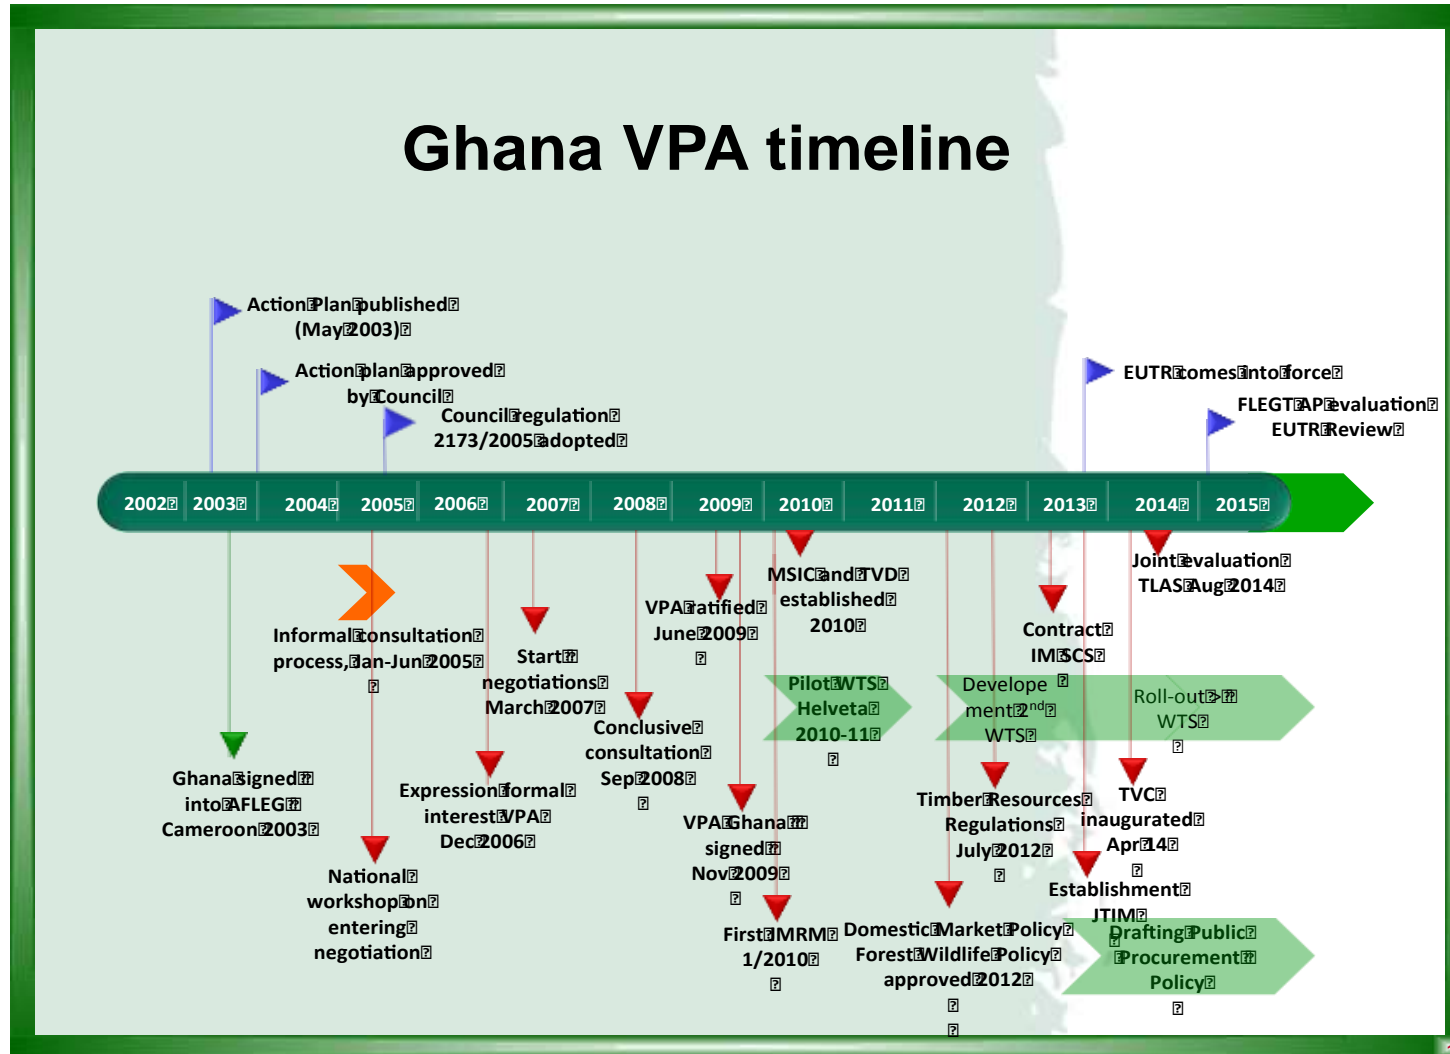 Ghana VPA timeline
Action Plan published
(May 2003)
Action plan approved
by Council
Council regulation
2173/2005 adopted
EUTR comes into force
FLEGT AP evaluation
EUTR Review
2002 2003 2004 2005 2006 2007 2008 2009 2010 2011 2012 2013 2014 2015
Informal consultation
process, Jan-Jun 2005
Ghana signed
into AFLEG
Cameroon 2003
National
workshop on
entering
negotiation
Expression formal
interest VPA
Dec 2006
Start
negotiations
March 2007
Conclusive
consultation
Sep 2008
VPA ratified
June 2009
VPA Ghana
signed
Nov 2009
First JMRM
1/2010
MSIC and TVD
established
2010
Pilot WTS
Helveta
2010-11
Domestic Market Policy
Forest Wildlife Policy
approved 2012
Develope
ment 2nd
WTS
Timber Resources
Regulations
July 2012
Contract
IM SCS
Establishment
JTIM
TVC
inaugurated
Apr 14
Joint evaluation
TLAS Aug 2014
Roll-out >
WTS
Drafting Public
Procurement
Policy